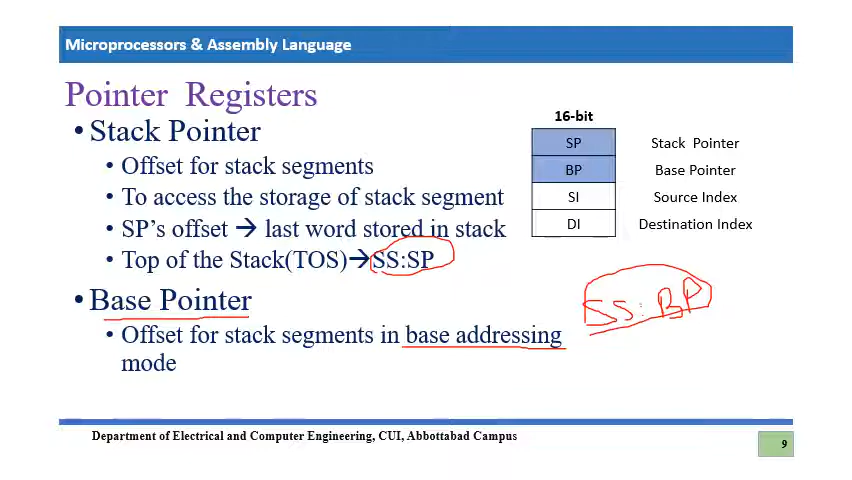 Microprocessors & Assembly Language
Pointer Registers
• Stack Pointer
• Offset for stack segments
• To access the storage of stack segment
• SP's offset → last word stored in stack
• Top of the Stack(TOS)→SS:SP
• Base Pointer
• Offset for stack segments in base addressing
mode
16-bit
SP Stack Pointer
BP Base Pointer
SI Source Index
DI Destination Index
SS: BP
Department of Electrical and Computer Engineering, CUI, Abbottabad Campus
9